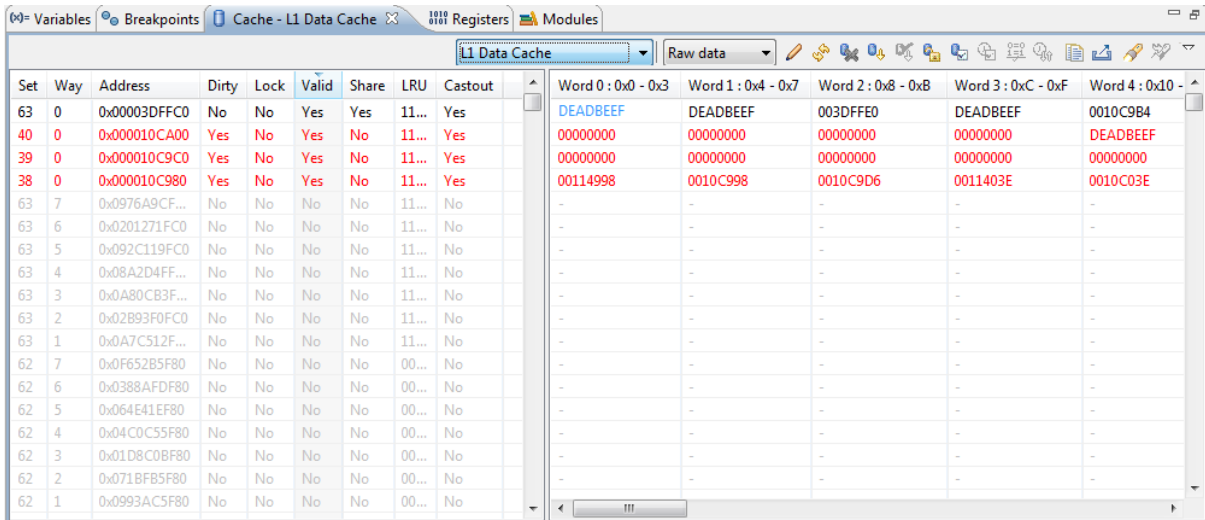 (x)= Variables Breakpoints Cache - L1 Data Cache 1010 0101 Registers Modules
L1 Data Cache Raw data
Set Way Address Dirty Lock Valid Share LRU Castout Word 0 : 0x0 - 0x3 Word 1 : 0x4 - 0x7 Word 2 : 0x8 - 0xB Word 3 : 0xC - 0xF Word 4 : 0x10 -
63 0 0x00003DFFC0 No No Yes Yes 11... Yes DEADBEEF DEADBEEF 003DFFE0 DEADBEEF 0010C9B4
40 0 0x000010CA00 Yes No Yes No 11... Yes 00000000 00000000 00000000 00000000 DEADBEEF
39 0 0x000010C9C0 Yes No Yes No 11... Yes 00000000 00000000 00000000 00000000 00000000
38 0 0x000010C980 Yes No Yes No 11... Yes 00114998 0010C998 0010C9D6 0011403E 0010C03E
63 7 0x0976A9CF... No No No No 11... No - - - - -
63 6 0x0201271FC0 No No No No 11... No - - - - -
63 5 0x092C119FC0 No No No No 11... No - - - - -
63 4 0x08A2D4FF... No No No No 11... No - - - - -
63 3 0x0A80CB3F... No No No No 11... No - - - - -
63 2 0x02B93F0FC0 No No No No 11... No - - - - -
63 1 0x0A7C512F... No No No No 11... No - - - - -
62 7 0x0F652B5F80 No No No No 00... No - - - - -
62 6 0x0388AFDF80 No No No No 00... No - - - - -
62 5 0x064E41EF80 No No No No 00... No - - - - -
62 4 0x04C0C55F80 No No No No 00... No - - - - -
62 3 0x01D8C0BF80 No No No No 00... No - - - - -
62 2 0x071BFB5F80 No No No No 00... No - - - - -
62 1 0x0993AC5F80 No No No No 00... No - - - - -